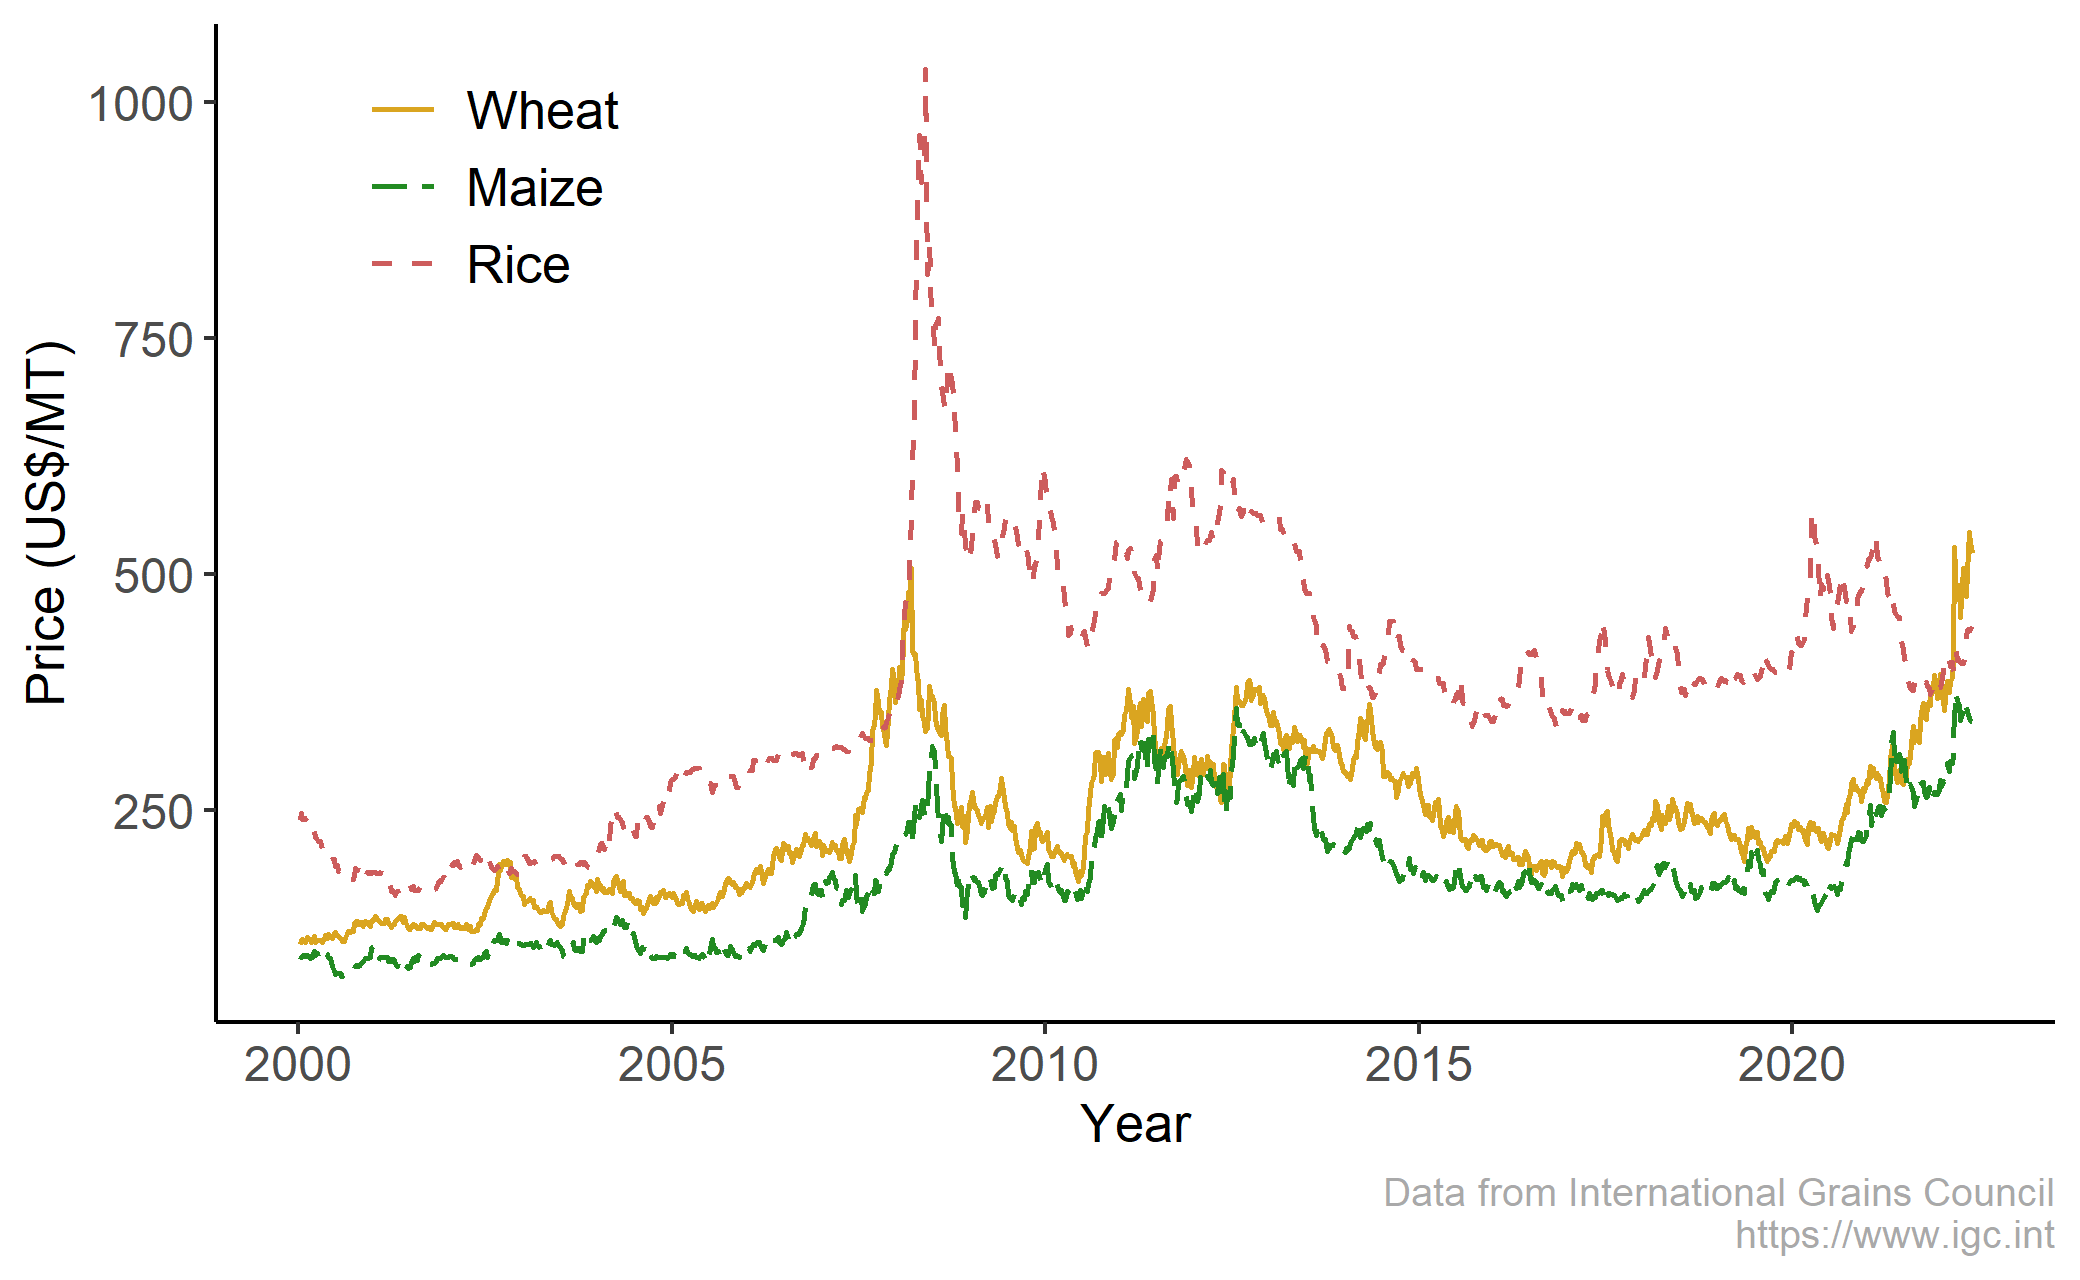 1000
750
500
250
Price (US$/MT)
Wheat
Maize
Rice
2000 2005 2010 2015 2020
Year
Data from International Grains Council
https://www.igc.int